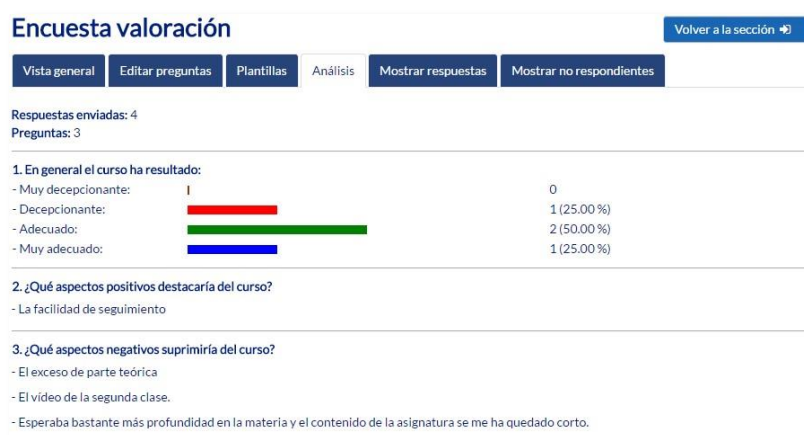 Encuesta valoración
Volver a la sección
Vista general
Editar preguntas
Plantillas
Análisis
Mostrar respuestas
Mostrar no respondientes
Respuestas enviadas: 4
Preguntas: 3
1. En general el curso ha resultado:
- Muy decepcionante: 0
- Decepcionante: 1 (25.00 %)
- Adecuado: 2 (50.00 %)
- Muy adecuado: 1 (25.00 %)
2. ¿Qué aspectos positivos destacaría del curso?
- La facilidad de seguimiento
3. ¿Qué aspectos negativos suprimiría del curso?
- El exceso de parte teórica
- El vídeo de la segunda clase.
- Esperaba bastante más profundidad en la materia y el contenido de la asignatura se me ha quedado corto.